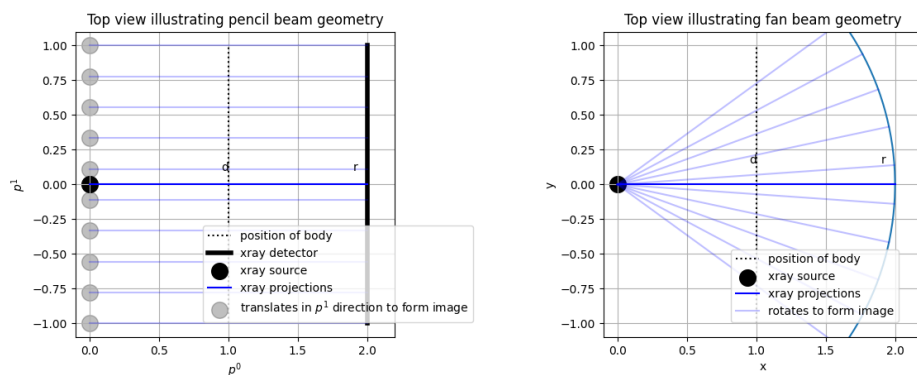 Top view illustrating pencil beam geometry
1.00
0.75
0.50
0.25
0.00
−0.25
−0.50
−0.75
−1.00
p¹
d
r
position of body
xray detector
xray source
xray projections
translates in p¹ direction to form image
0.0
0.5
1.0
1.5
2.0
p⁰
Top view illustrating fan beam geometry
1.00
0.75
0.50
0.25
0.00
−0.25
−0.50
−0.75
−1.00
y
d
r
position of body
xray source
xray projections
rotates to form image
0.0
0.5
1.0
1.5
2.0
x